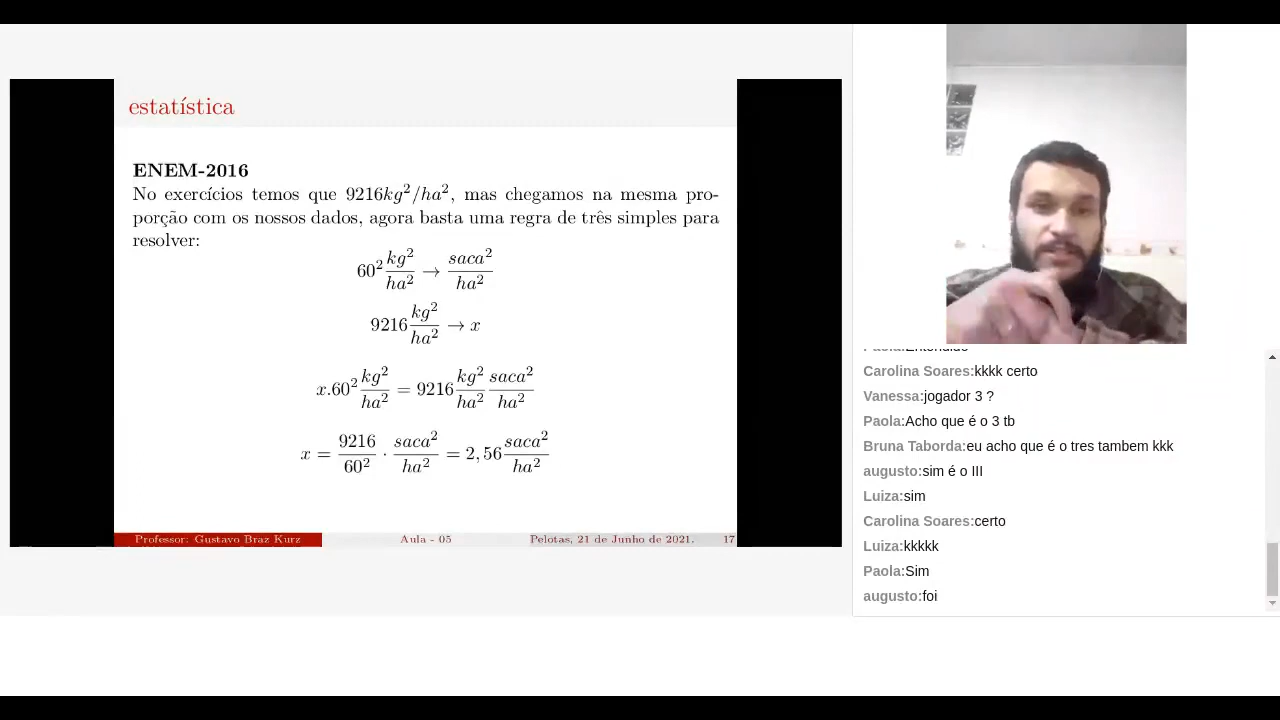 estatística
ENEM-2016
No exercícios temos que 9216kg²/ha², mas chegamos na mesma pro-
porção com os nossos dados, agora basta uma regra de três simples para
resolver:
60² kg²/ha² → saca²/ha²
9216 kg²/ha² → x
x.60² kg²/ha² = 9216 kg²/ha² saca²/ha²
x = 9216/60² · saca²/ha² = 2,56 saca²/ha²
Professor: Gustavo Braz Kurz Aula - 05 Pelotas, 21 de Junho de 2021. 17
Carolina Soares:kkkk certo
Vanessa:jogador 3 ?
Paola:Acho que é o 3 tb
Bruna Taborda:eu acho que é o tres tambem kkk
augusto:sim é o III
Luiza:sim
Carolina Soares:certo
Luiza:kkkkk
Paola:Sim
augusto:foi